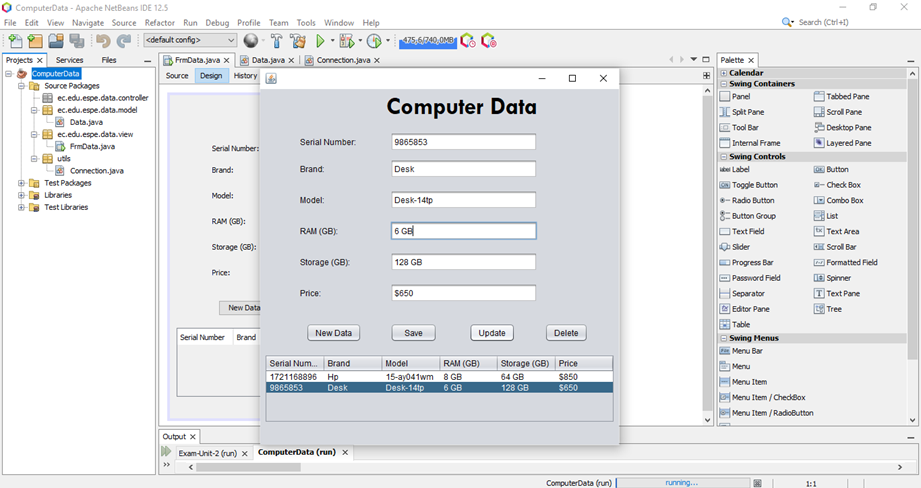 ComputerData - Apache NetBeans IDE 12.5
File Edit View Navigate Source Refactor Run Debug Profile Team Tools Window Help
Search (Ctrl+I)
<default config>
475,6/740,0MB
Projects
Services
Files
ComputerData
Source Packages
ec.edu.espe.data.controller
ec.edu.espe.data.model
Data.java
ec.edu.espe.data.view
FrmData.java
utils
Connection.java
Test Packages
Libraries
Test Libraries
FrmData.java
Data.java
Connection.java
Source Design History
Serial Number:
Brand:
Model:
RAM (GB):
Storage (GB):
Price:
New Data
Serial Number Brand
Computer Data
Serial Number: 9865853
Brand: Desk
Model: Desk-14tp
RAM (GB): 6 GB
Storage (GB): 128 GB
Price: $650
New Data Save Update Delete
Serial Num... Brand Model RAM (GB) Storage (GB) Price
1721168896 Hp 15-ay041wm 8 GB 64 GB $850
9865853 Desk Desk-14tp 6 GB 128 GB $650
Palette
Calendar
Swing Containers
Panel Tabbed Pane
Split Pane Scroll Pane
Tool Bar Desktop Pane
Internal Frame Layered Pane
Swing Controls
Label Button
Toggle Button Check Box
Radio Button Combo Box
Button Group List
Text Field Text Area
Slider Scroll Bar
Progress Bar Formatted Field
Password Field Spinner
Separator Text Pane
Editor Pane Tree
Table
Swing Menus
Menu Bar
Menu
Menu Item
Menu Item / CheckBox
Menu Item / RadioButton
Output
Exam-Unit-2 (run)
ComputerData (run)
ComputerData (run) running... 1:1